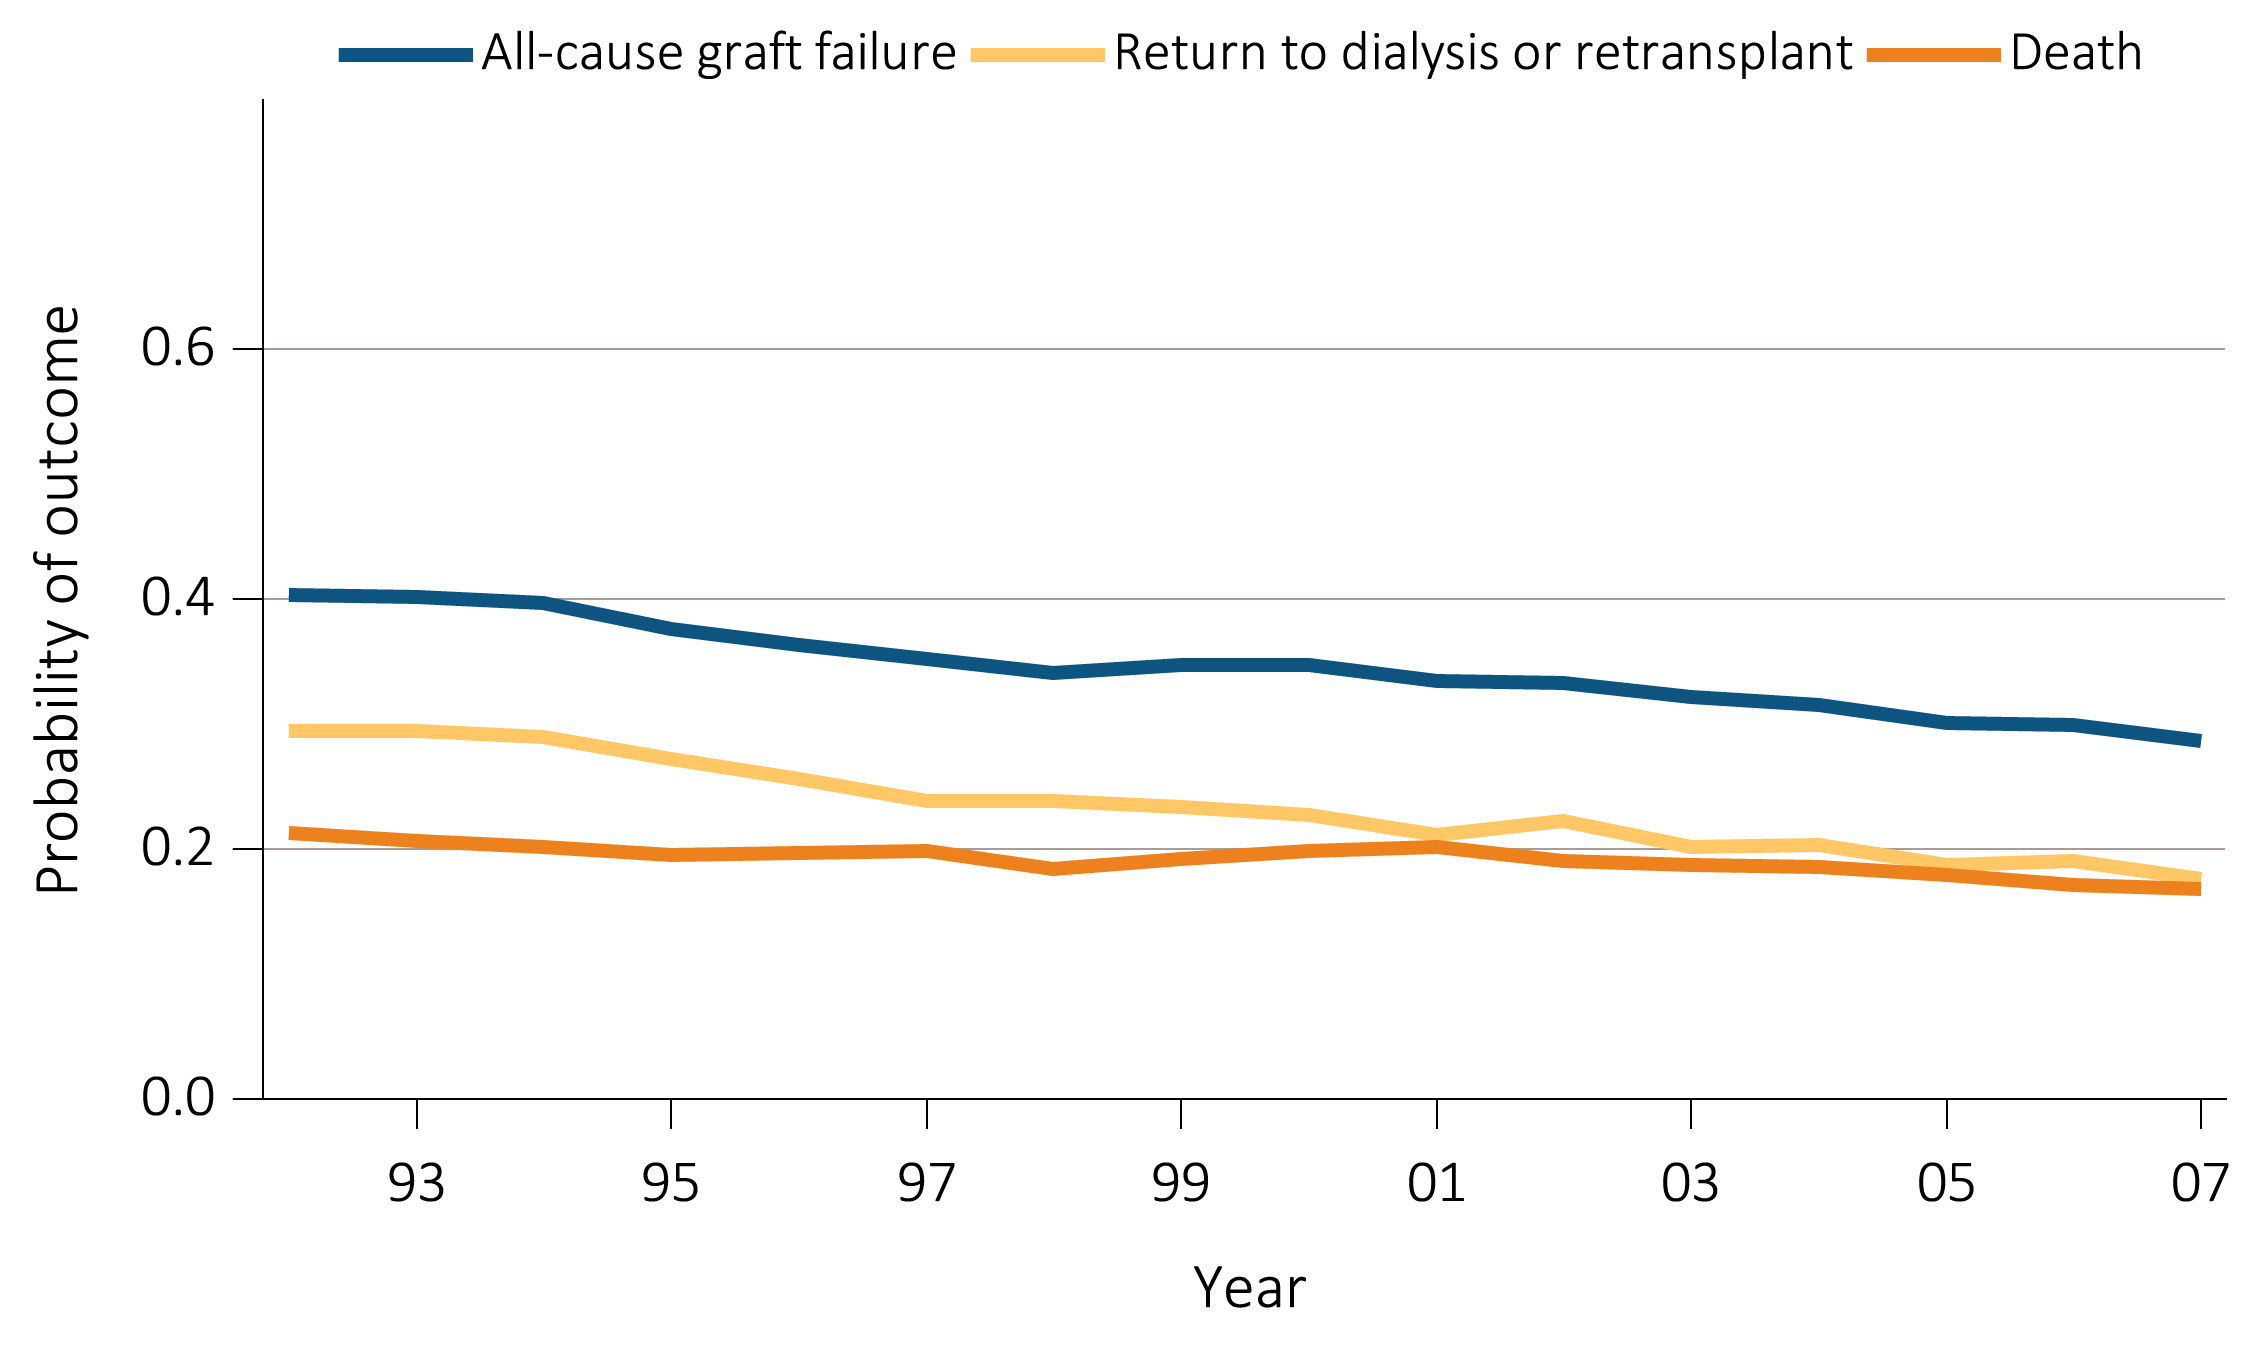 All-cause graft failure Return to dialysis or retransplant Death
Probability of outcome
0.6
0.4
0.2
0.0
93 95 97 99 01 03 05 07
Year